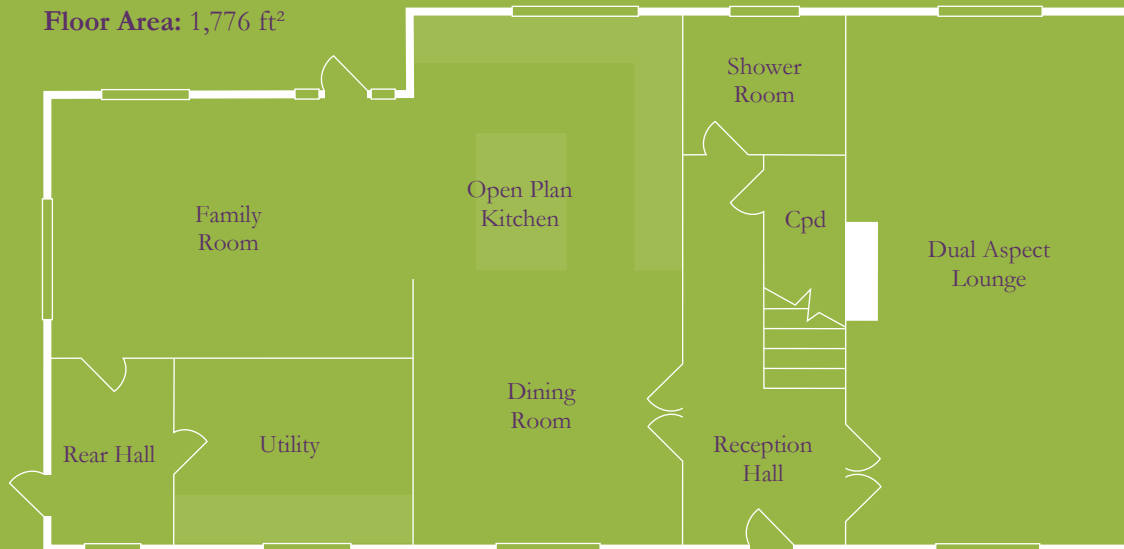 Floor Area: 1,776 ft²
Shower
Room
Open Plan
Kitchen
Family
Room
Cpd
Dual Aspect
Lounge
Dining
Room
Rear Hall
Utility
Reception
Hall